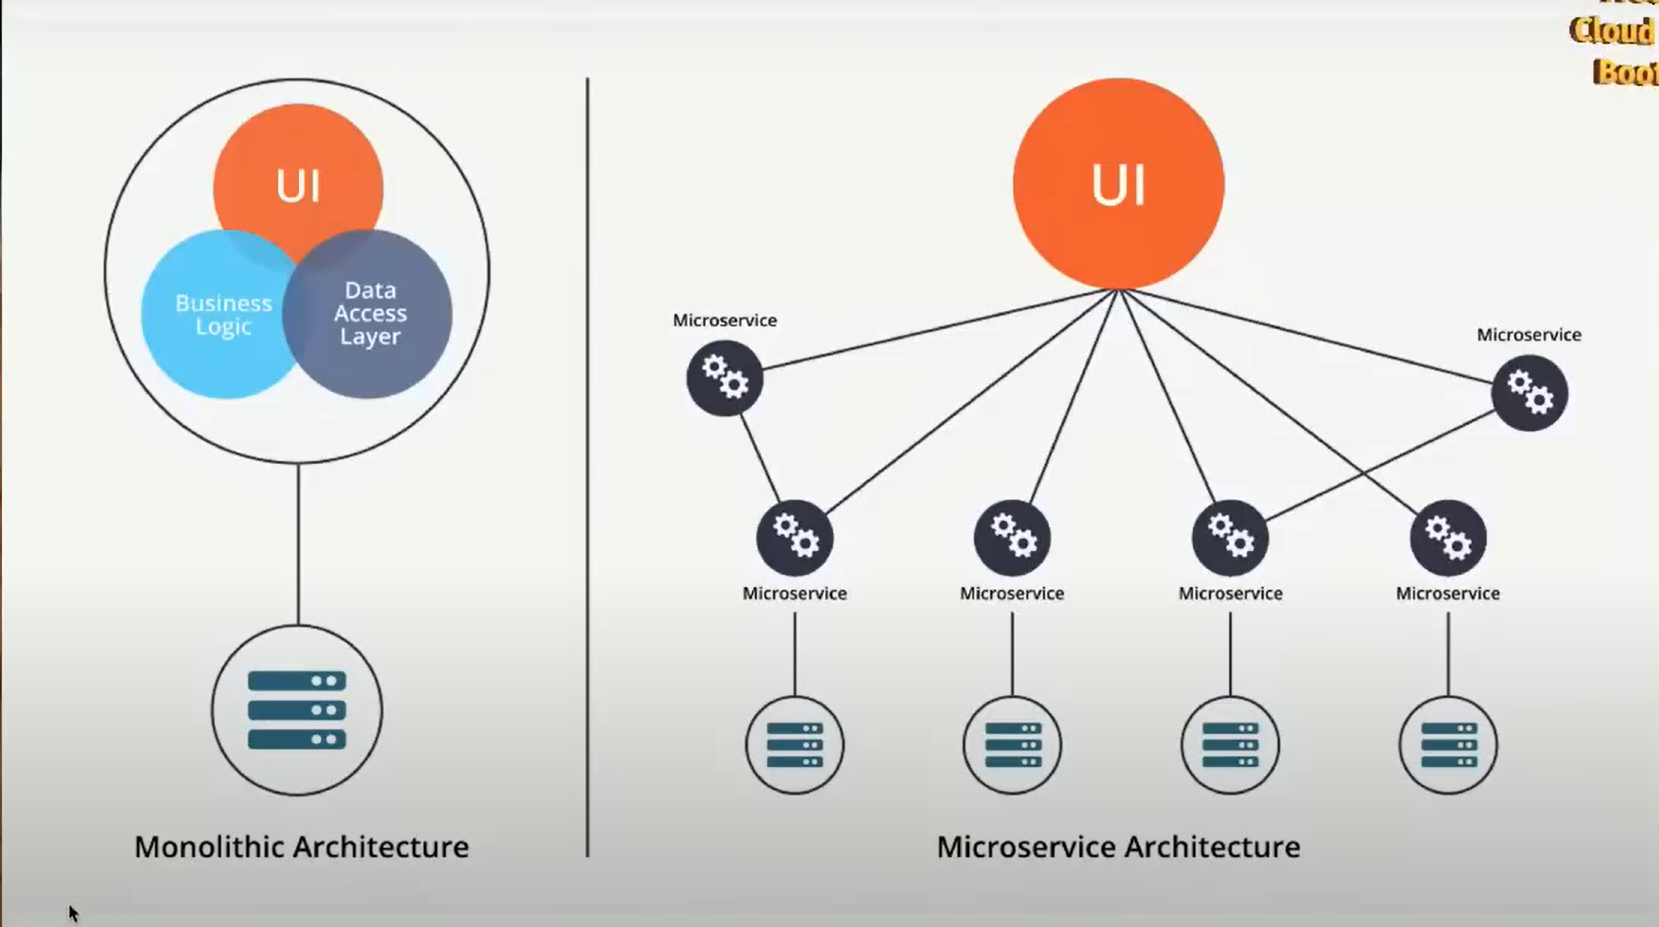 Cloud
UI
Business
Logic
Data
Access
Layer
Monolithic Architecture
UI
Microservice
Microservice
Microservice
Microservice
Microservice
Microservice
Microservice Architecture